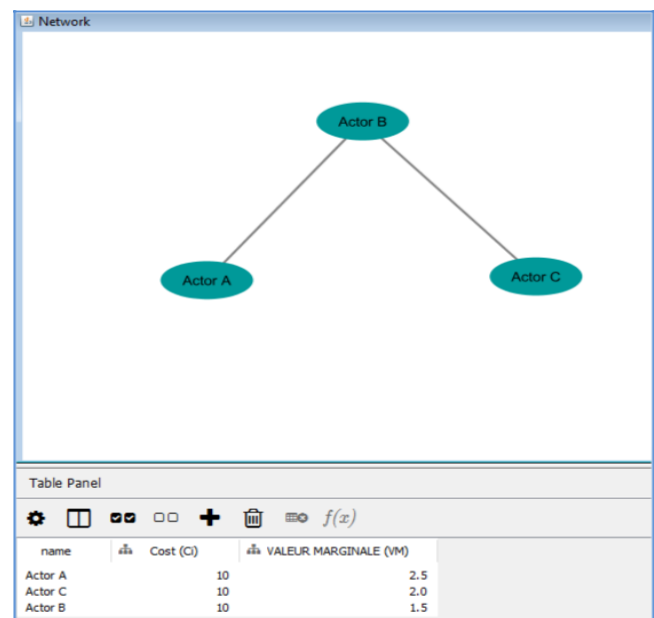 Network
Actor B
Actor A
Actor C
Table Panel
f(x)
name Cost (Ci) VALEUR MARGINALE (VM)
Actor A 10 2.5
Actor C 10 2.0
Actor B 10 1.5